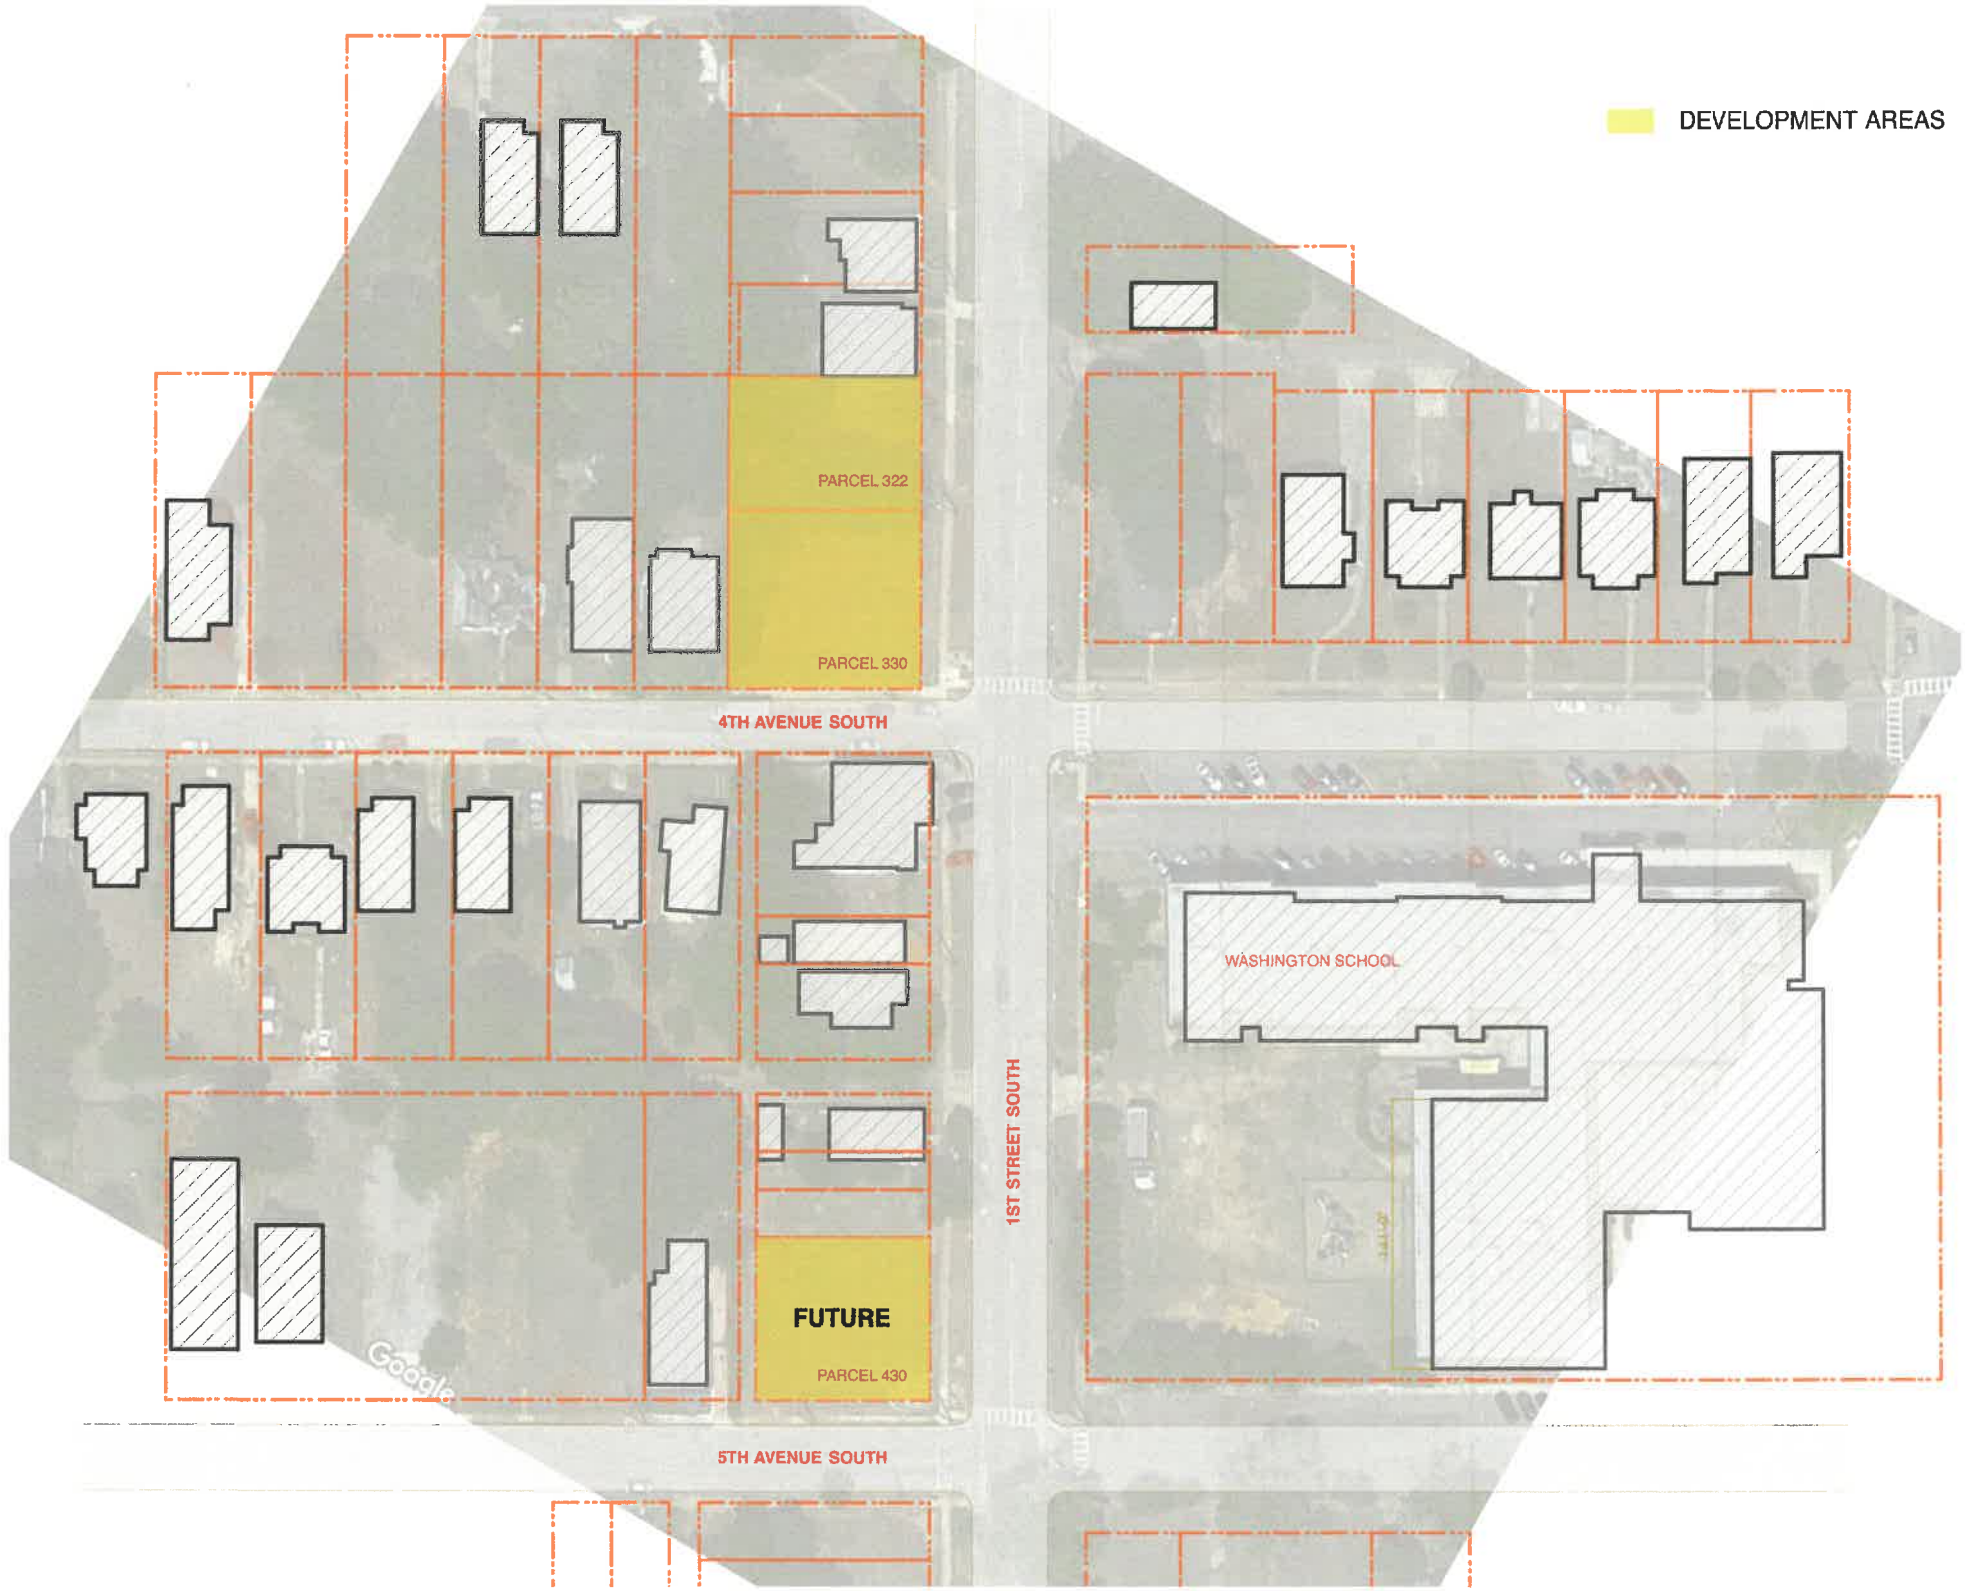 DEVELOPMENT AREAS
PARCEL 322
PARCEL 330
4TH AVENUE SOUTH
WASHINGTON SCHOOL
1ST STREET SOUTH
FUTURE
PARCEL 430
Google
5TH AVENUE SOUTH